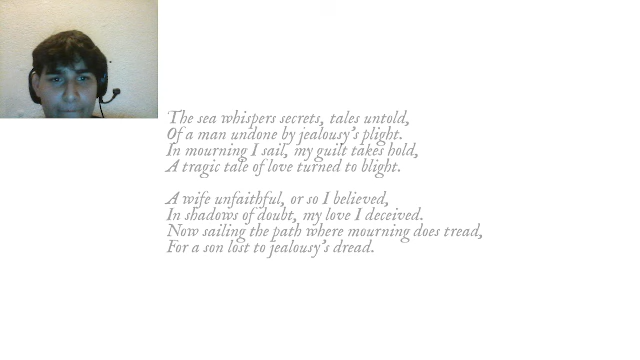 The sea whispers secrets, tales untold,
Of a man undone by jealousy's plight.
In mourning I sail, my guilt takes hold,
A tragic tale of love turned to blight.
A wife unfaithful, or so I believed,
In shadows of doubt, my love I deceived.
Now sailing the path where mourning does tread,
For a son lost to jealousy's dread.